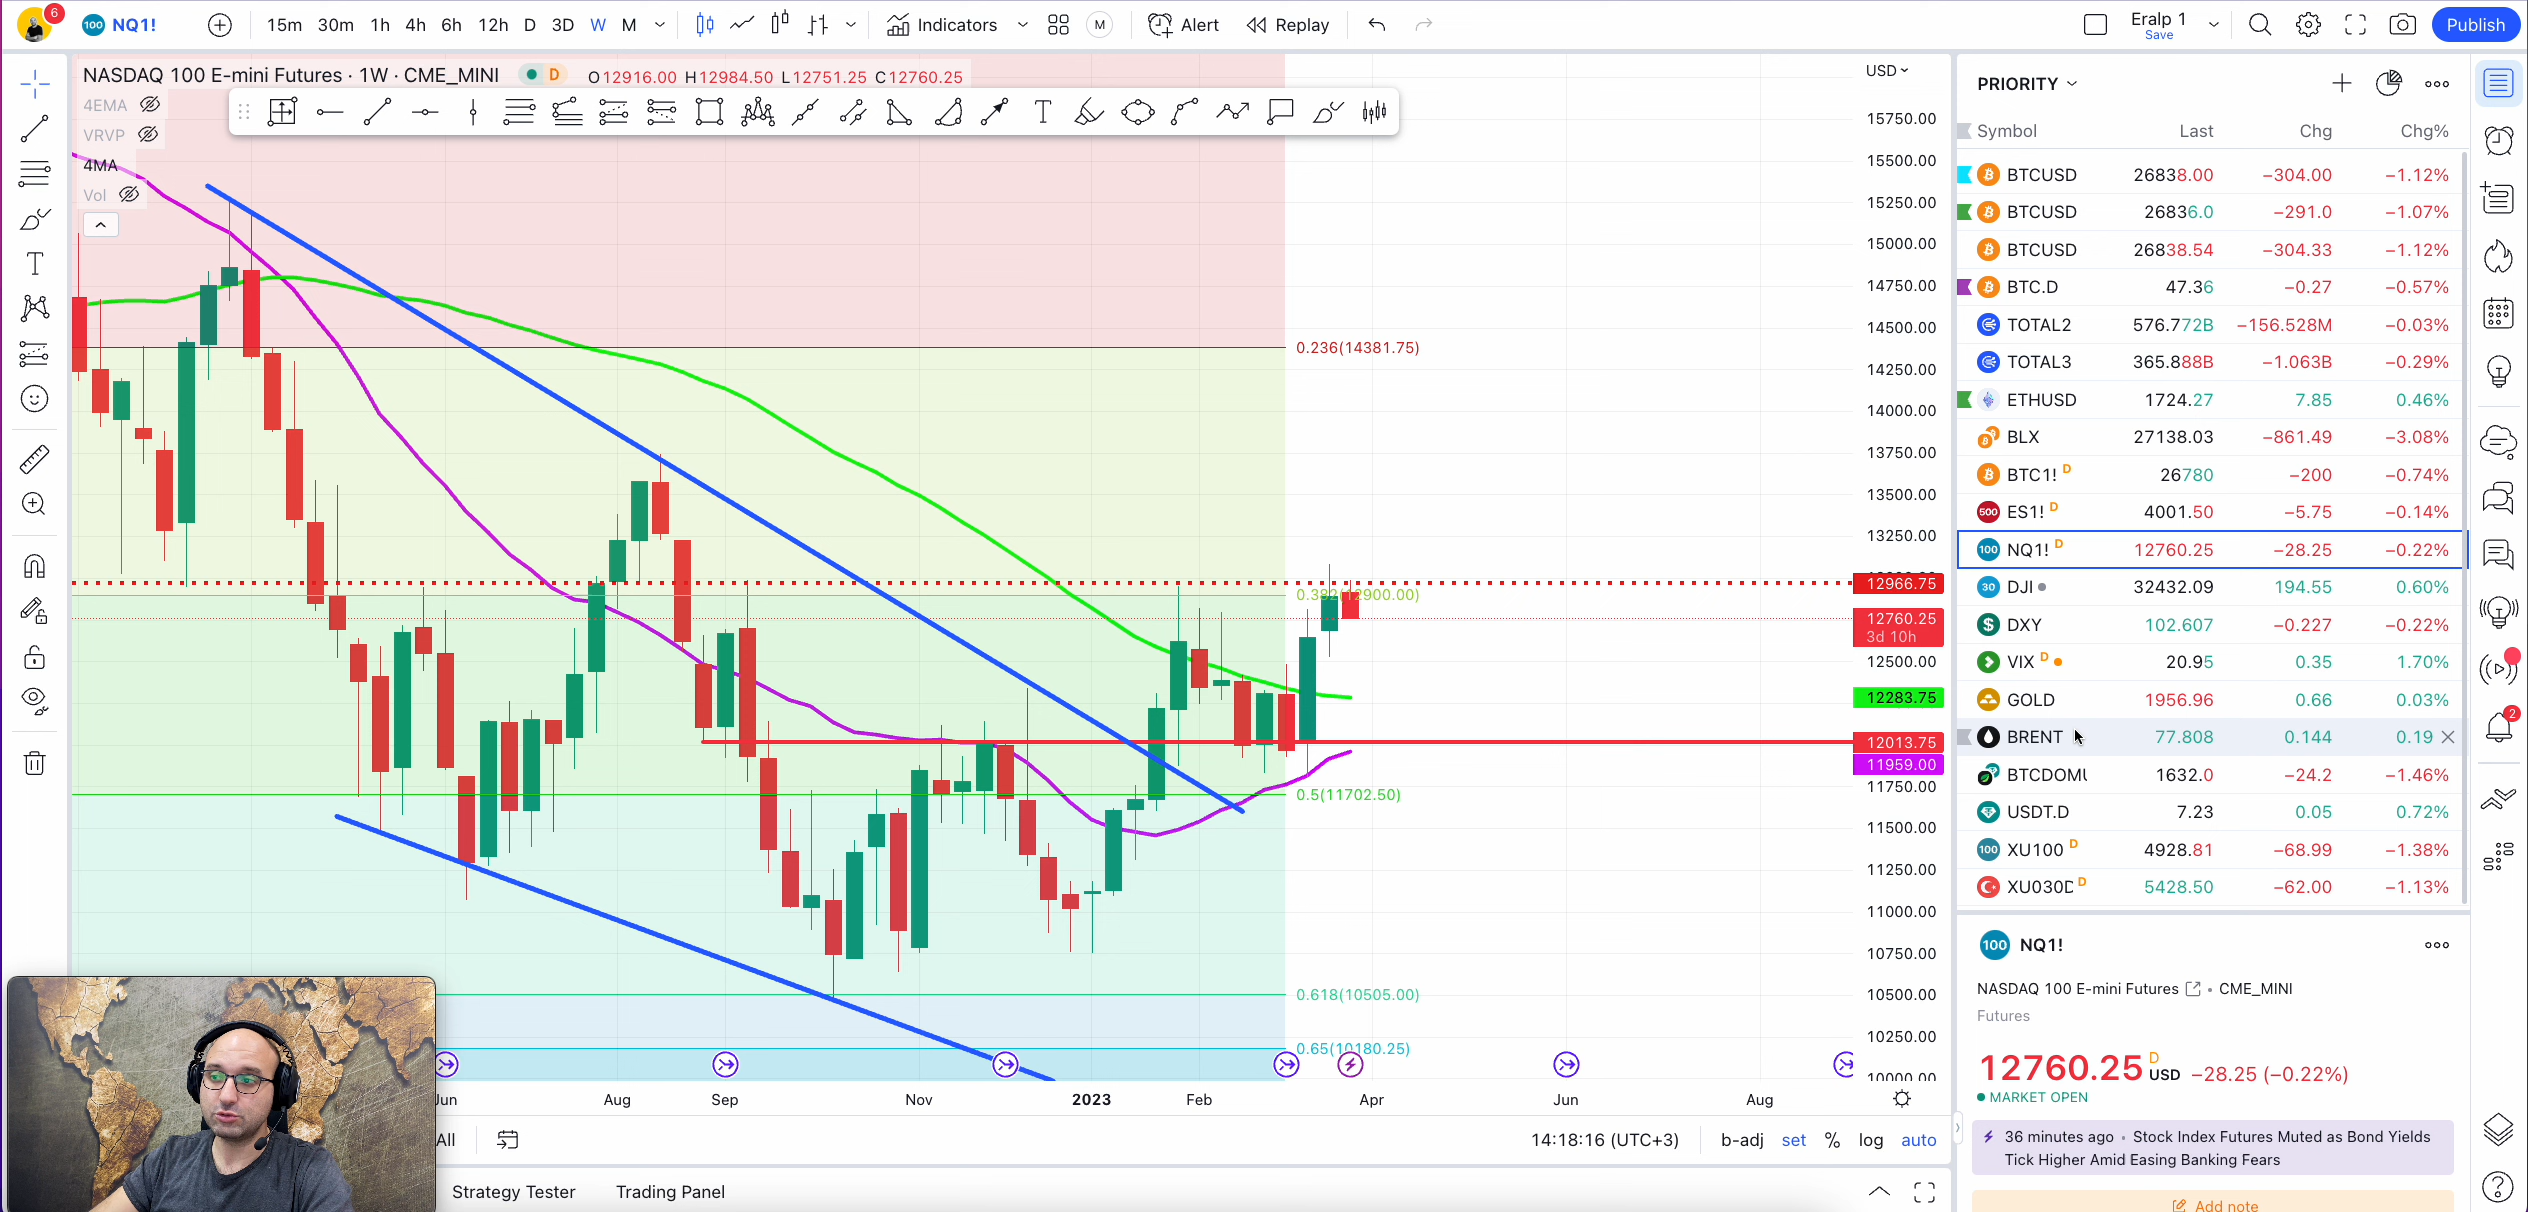 6
100 NQ1!
15m 30m 1h 4h 6h 12h D 3D W M
Indicators
M
Alert
Replay
Eralp 1
Save
Publish
NASDAQ 100 E-mini Futures · 1W · CME_MINI
D
O12916.00 H12984.50 L12751.25 C12760.25
4EMA
VRVP
4MA
Vol
USD
15750.00
15500.00
15250.00
15000.00
14750.00
14500.00
14250.00
14000.00
13750.00
13500.00
13250.00
12966.75
12760.25
3d 10h
12500.00
12283.75
12013.75
11959.00
11750.00
11500.00
11250.00
11000.00
10750.00
10500.00
10250.00
10000.00
0.236(14381.75)
0.382(12900.00)
0.5(11702.50)
0.618(10505.00)
0.65(10180.25)
Jun Aug Sep Nov 2023 Feb Apr Jun Aug
All
14:18:16 (UTC+3) b-adj set % log auto
Strategy Tester Trading Panel
PRIORITY
Symbol Last Chg Chg%
BTCUSD 26838.00 −304.00 −1.12%
BTCUSD 26836.0 −291.0 −1.07%
BTCUSD 26838.54 −304.33 −1.12%
BTC.D 47.36 −0.27 −0.57%
TOTAL2 576.772B −156.528M −0.03%
TOTAL3 365.888B −1.063B −0.29%
ETHUSD 1724.27 7.85 0.46%
BLX 27138.03 −861.49 −3.08%
BTC1! D 26780 −200 −0.74%
500 ES1! D 4001.50 −5.75 −0.14%
100 NQ1! D 12760.25 −28.25 −0.22%
30 DJI 32432.09 194.55 0.60%
$ DXY 102.607 −0.227 −0.22%
VIX D 20.95 0.35 1.70%
GOLD 1956.96 0.66 0.03%
BRENT 77.808 0.144 0.19
BTCDOMU 1632.0 −24.2 −1.46%
USDT.D 7.23 0.05 0.72%
100 XU100 D 4928.81 −68.99 −1.38%
XU030D D 5428.50 −62.00 −1.13%
2
100 NQ1!
NASDAQ 100 E-mini Futures • CME_MINI
Futures
12760.25 D USD −28.25 (−0.22%)
MARKET OPEN
36 minutes ago • Stock Index Futures Muted as Bond Yields
Tick Higher Amid Easing Banking Fears
Add note